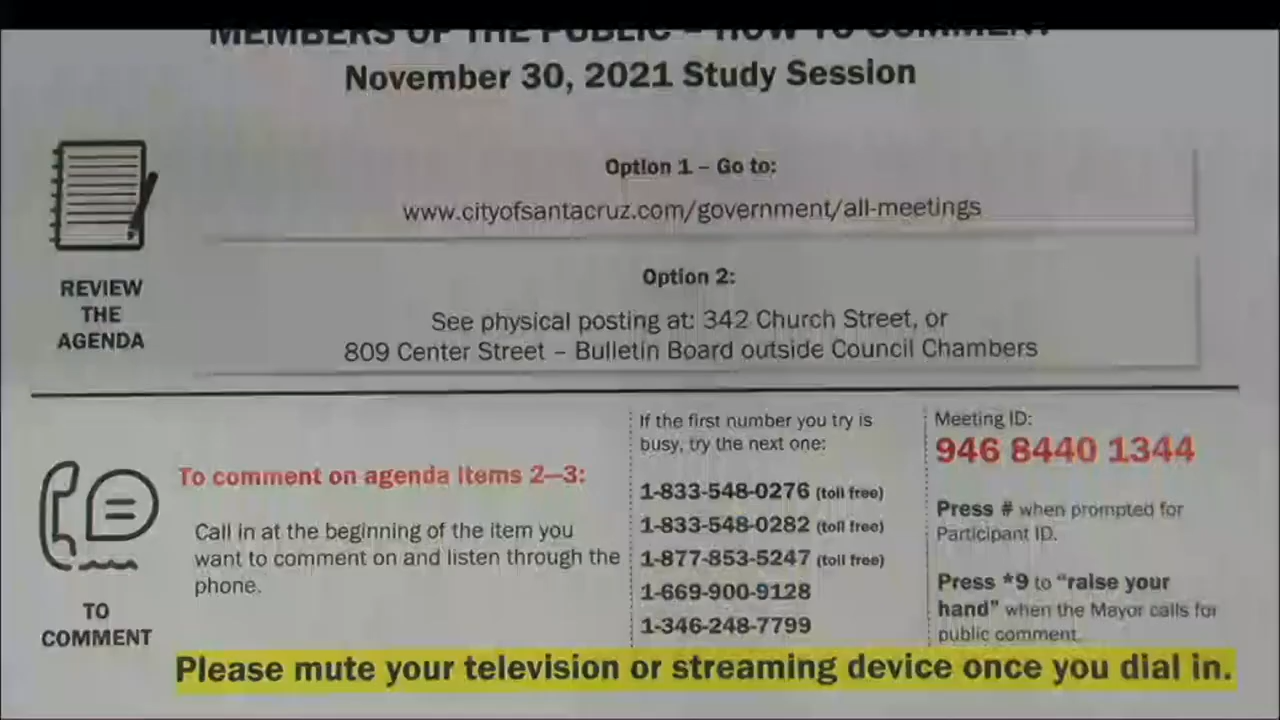 MEMBERS OF THE PUBLIC – HOW TO COMMENT
November 30, 2021 Study Session
REVIEW
THE
AGENDA
Option 1 – Go to:
www.cityofsantacruz.com/government/all-meetings
Option 2:
See physical posting at: 342 Church Street, or
809 Center Street – Bulletin Board outside Council Chambers
TO
COMMENT
To comment on agenda items 2–3:
Call in at the beginning of the item you
want to comment on and listen through the
phone.
If the first number you try is
busy, try the next one:
1-833-548-0276 (toll free)
1-833-548-0282 (toll free)
1-877-853-5247 (toll free)
1-669-900-9128
1-346-248-7799
Meeting ID:
946 8440 1344
Press # when prompted for
Participant ID.
Press *9 to “raise your
hand” when the Mayor calls for
public comment.
Please mute your television or streaming device once you dial in.